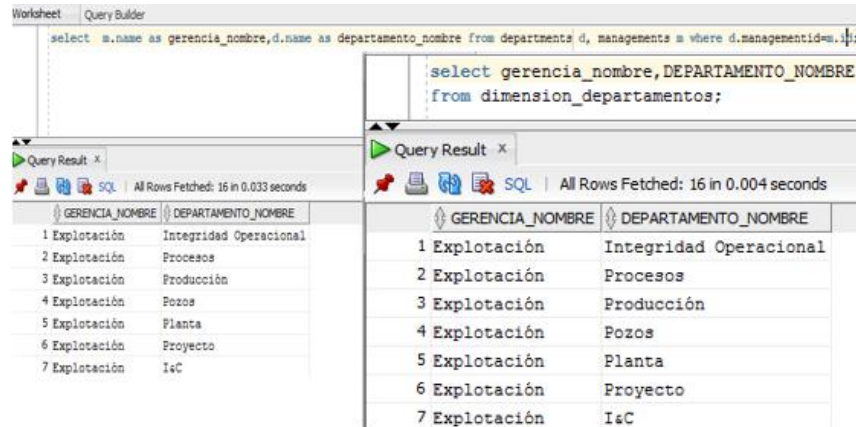 Worksheet Query Builder
select m.name as gerencia_nombre,d.name as departamento_nombre from departments d, managements m where d.managementid=m.id
Query Result x
SQL | All Rows Fetched: 16 in 0.033 seconds
GERENCIA_NOMBRE DEPARTAMENTO_NOMBRE
1 Explotación Integridad Operacional
2 Explotación Procesos
3 Explotación Producción
4 Explotación Pozos
5 Explotación Planta
6 Explotación Proyecto
7 Explotación I&C
select gerencia_nombre,DEPARTAMENTO_NOMBRE
from dimension_departamentos;
Query Result x
SQL | All Rows Fetched: 16 in 0.004 seconds
GERENCIA_NOMBRE DEPARTAMENTO_NOMBRE
1 Explotación Integridad Operacional
2 Explotación Procesos
3 Explotación Producción
4 Explotación Pozos
5 Explotación Planta
6 Explotación Proyecto
7 Explotación I&C